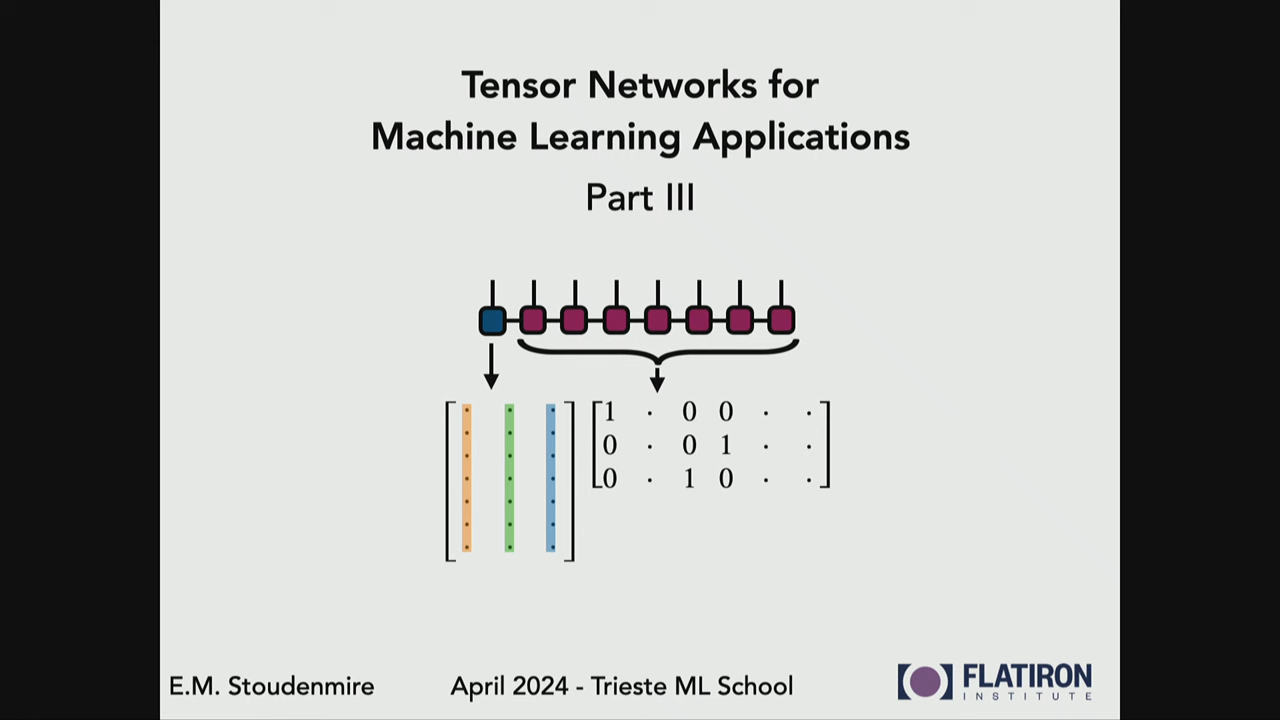 Tensor Networks for
Machine Learning Applications
Part III
1 · 0 0 · ·
0 · 0 1 · ·
0 · 1 0 · ·
E.M. Stoudenmire
April 2024 - Trieste ML School
FLATIRON
INSTITUTE